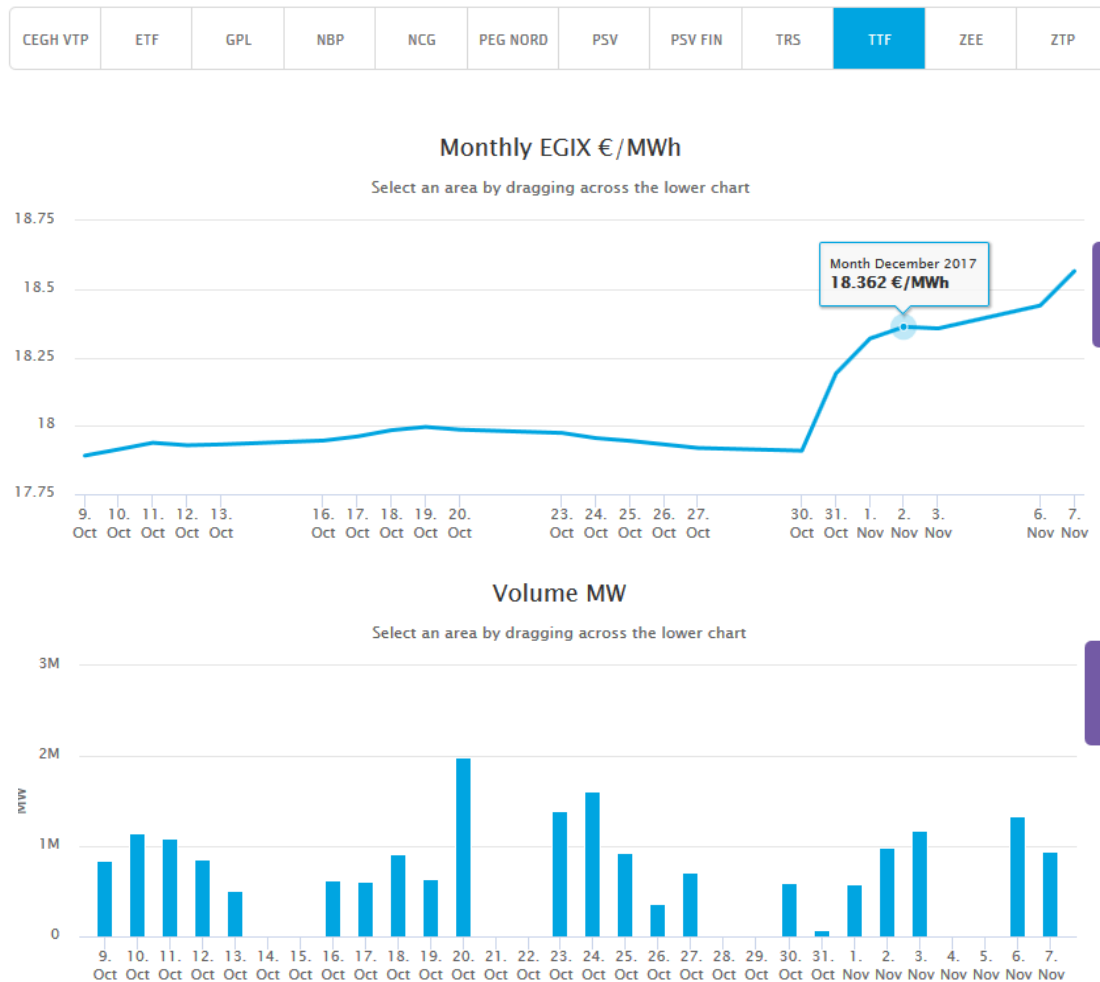 CEGH VTP ETF GPL NBP NCG PEG NORD PSV PSV FIN TRS TTF ZEE ZTP
Monthly EGIX €/MWh
Select an area by dragging across the lower chart
18.75
Month December 2017
18.362 €/MWh
18.5
18.25
18
17.75
9. 10. 11. 12. 13. 16. 17. 18. 19. 20. 23. 24. 25. 26. 27. 30. 31. 1. 2. 3. 6. 7.
Oct Oct Oct Oct Oct Oct Oct Oct Oct Oct Oct Oct Oct Oct Oct Oct Oct Nov Nov Nov Nov Nov
Volume MW
Select an area by dragging across the lower chart
3M
2M
MW
1M
0
9. 10. 11. 12. 13. 14. 15. 16. 17. 18. 19. 20. 21. 22. 23. 24. 25. 26. 27. 28. 29. 30. 31. 1. 2. 3. 4. 5. 6. 7.
Oct Oct Oct Oct Oct Oct Oct Oct Oct Oct Oct Oct Oct Oct Oct Oct Oct Oct Oct Oct Oct Oct Oct Nov Nov Nov Nov Nov Nov Nov